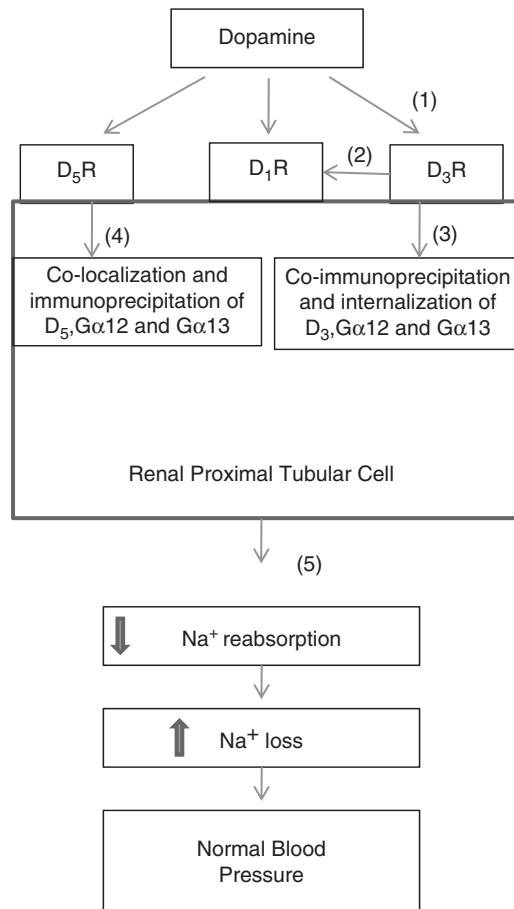 Dopamine
(1)
(2)
D₅R
D₁R
D₃R
(4)
(3)
Co-localization and
immunoprecipitation of
D₅,Gα12 and Gα13
Co-immunoprecipitation
and internalization of
D₃,Gα12 and Gα13
Renal Proximal Tubular Cell
(5)
Na⁺ reabsorption
Na⁺ loss
Normal Blood
Pressure